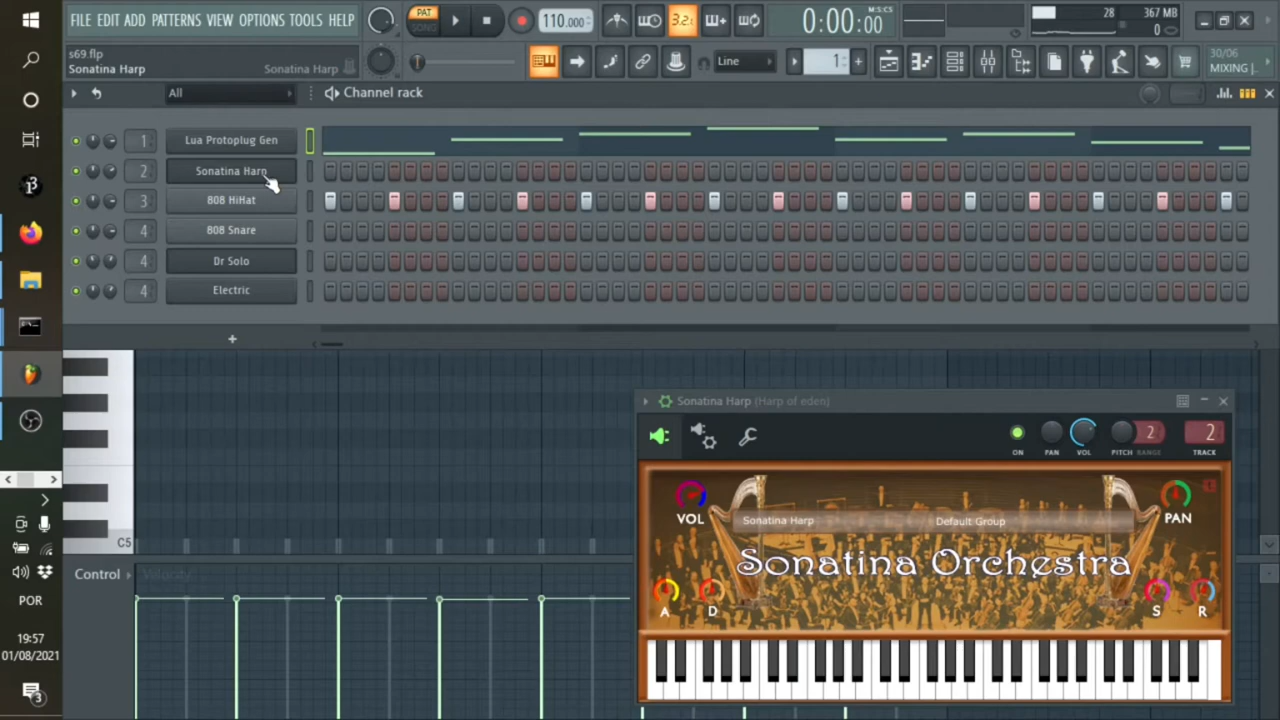 FILE EDIT ADD PATTERNS VIEW OPTIONS TOOLS HELP
PAT
SONG
110.000
3.2.
0:00:00
M:S:CS
28
367 MB
0
s69.flp
Sonatina Harp
Sonatina Harp
Line
1
30/06
MIXING |..
All
Channel rack
1
Lua Protoplug Gen
2
Sonatina Harp
3
808 HiHat
4
808 Snare
4
Dr Solo
4
Electric
+
C5
Control
Velocity
Sonatina Harp (Harp of eden)
2
2
ON
PAN
VOL
PITCH
RANGE
TRACK
VOL
PAN
Sonatina Harp
Default Group
Sonatina Orchestra
A
D
S
R
POR
19:57
01/08/2021
3